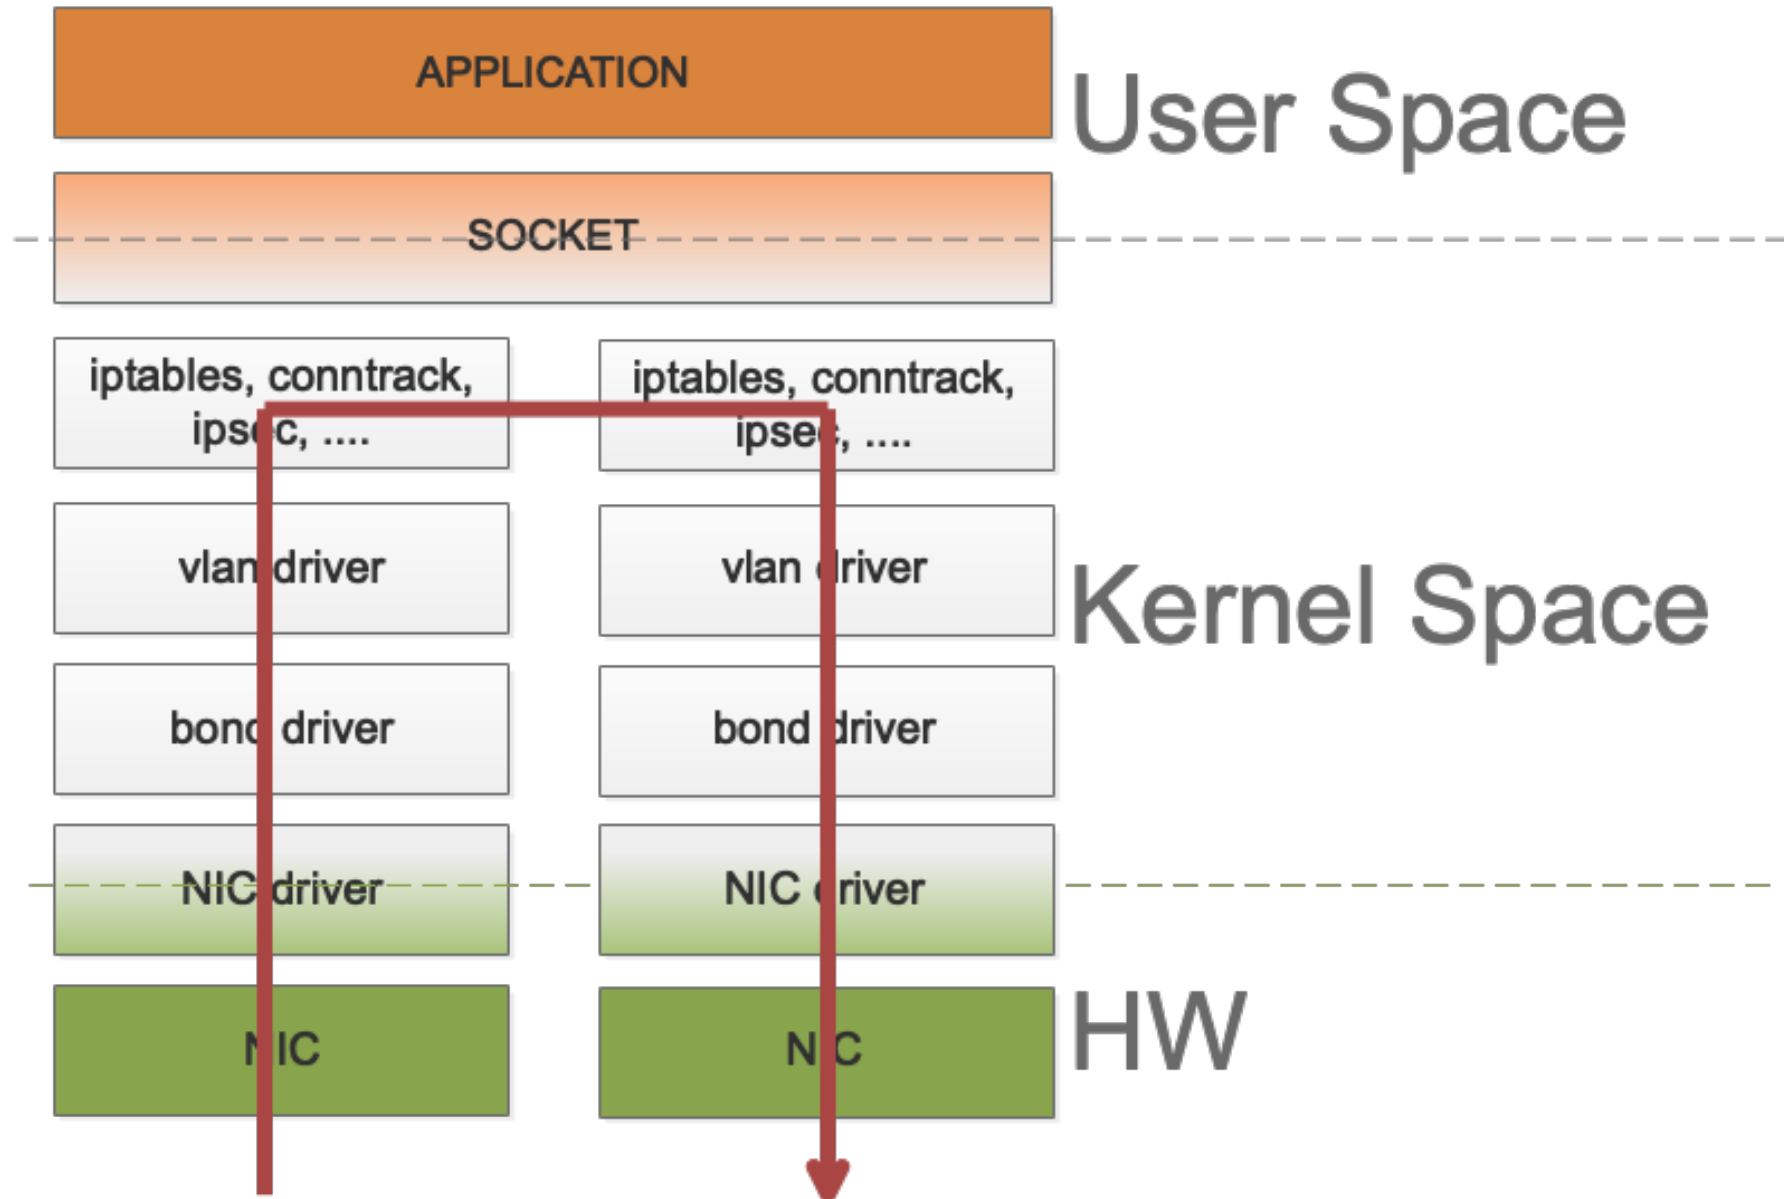 APPLICATION
User Space
SOCKET
iptables, conntrack,
ipsec, ....
iptables, conntrack,
ipsec, ....
vlan driver
vlan driver
Kernel Space
bond driver
bond driver
NIC driver
NIC driver
NIC
NIC
HW